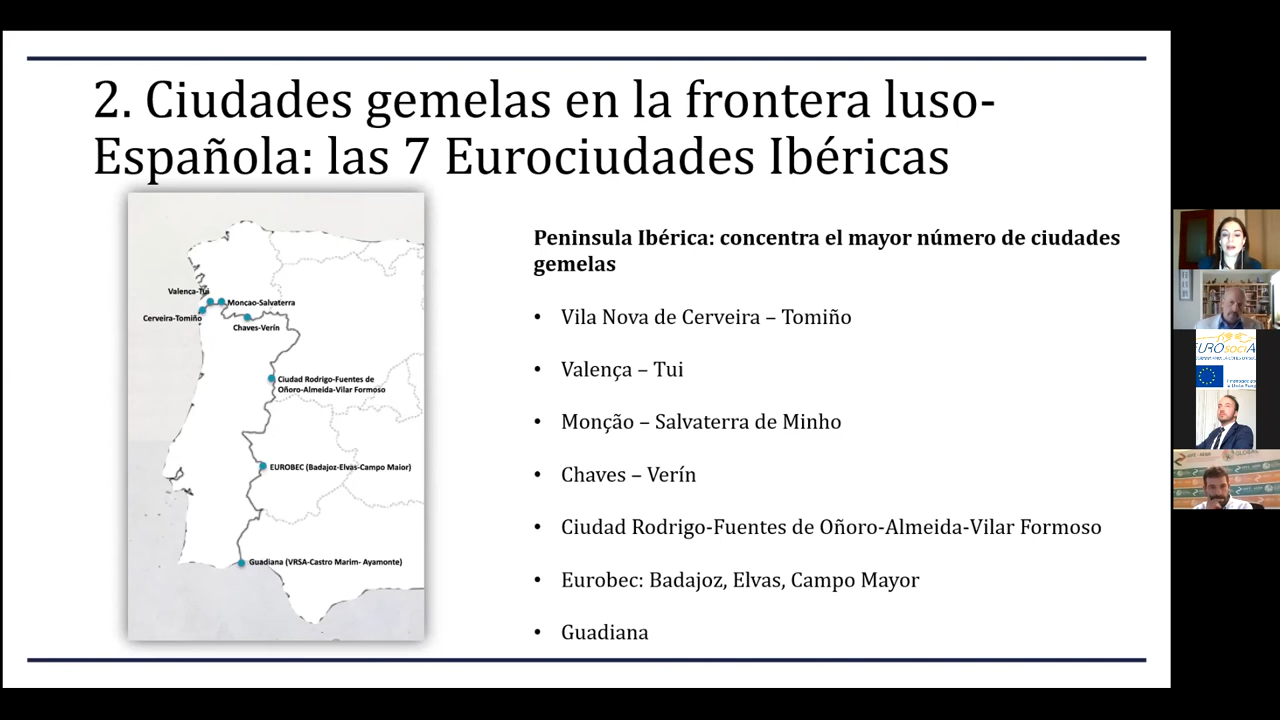 2. Ciudades gemelas en la frontera luso-
Española: las 7 Eurociudades Ibéricas
Valença-Tui
Monçao-Salvaterra
Cerveira-Tomiño
Chaves-Verín
Ciudad Rodrigo-Fuentes de
Oñoro-Almeida-Vilar Formoso
EUROBEC (Badajoz-Elvas-Campo Maior)
Guadiana (VRSA-Castro Marim- Ayamonte)
Peninsula Ibérica: concentra el mayor número de ciudades
gemelas
• Vila Nova de Cerveira – Tomiño
• Valença – Tui
• Monção – Salvaterra de Minho
• Chaves – Verín
• Ciudad Rodrigo-Fuentes de Oñoro-Almeida-Vilar Formoso
• Eurobec: Badajoz, Elvas, Campo Mayor
• Guadiana